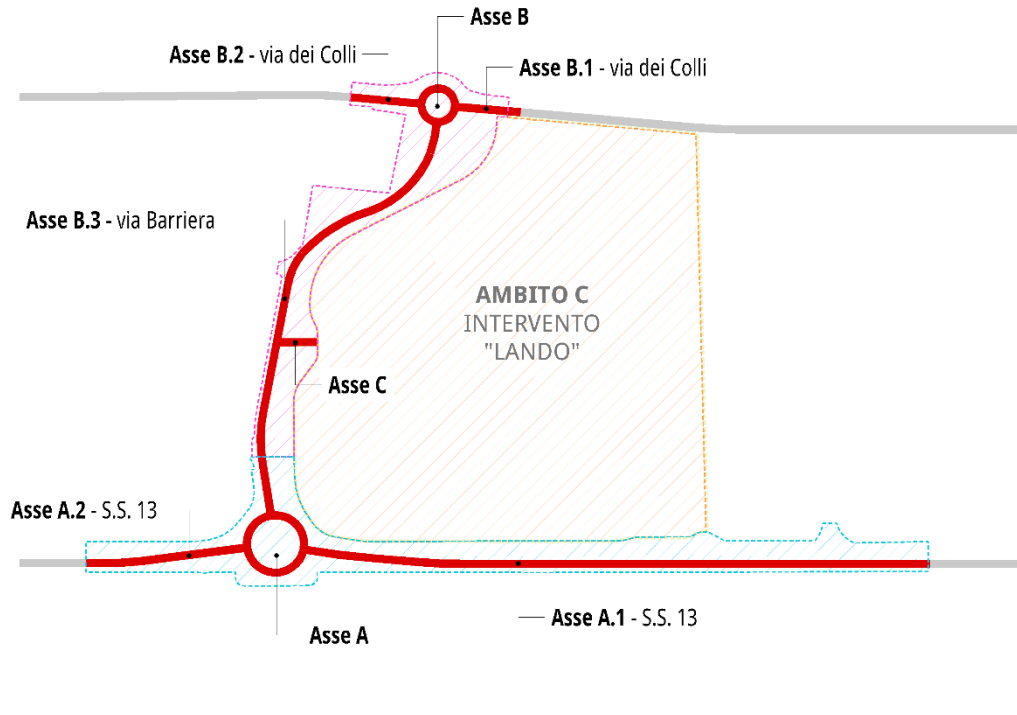 Asse B
Asse B.2 - via dei Colli
Asse B.1 - via dei Colli
Asse B.3 - via Barriera
AMBITO C
INTERVENTO
"LANDO"
Asse C
Asse A.2 - S.S. 13
Asse A.1 - S.S. 13
Asse A